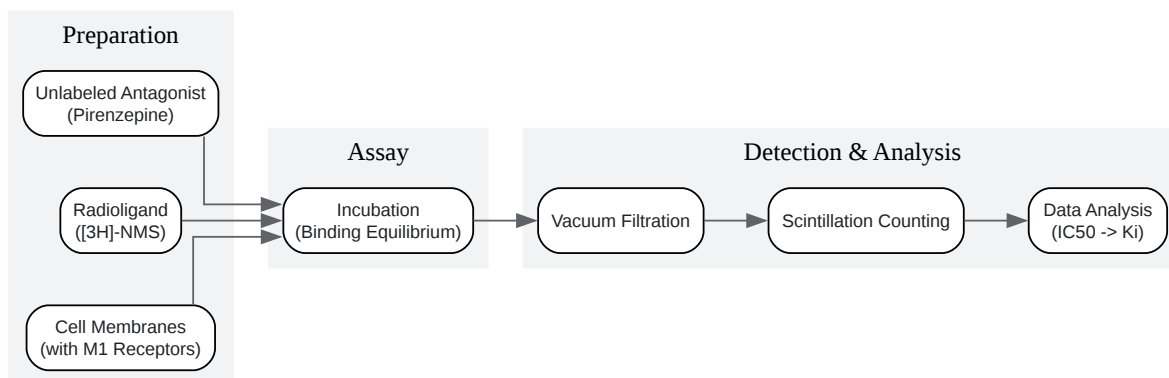 Preparation
Unlabeled Antagonist
(Pirenzepine)
Radioligand
([3H]-NMS)
Cell Membranes
(with M1 Receptors)
Assay
Incubation
(Binding Equilibrium)
Detection & Analysis
Vacuum Filtration
Scintillation Counting
Data Analysis
(IC50 -> Ki)